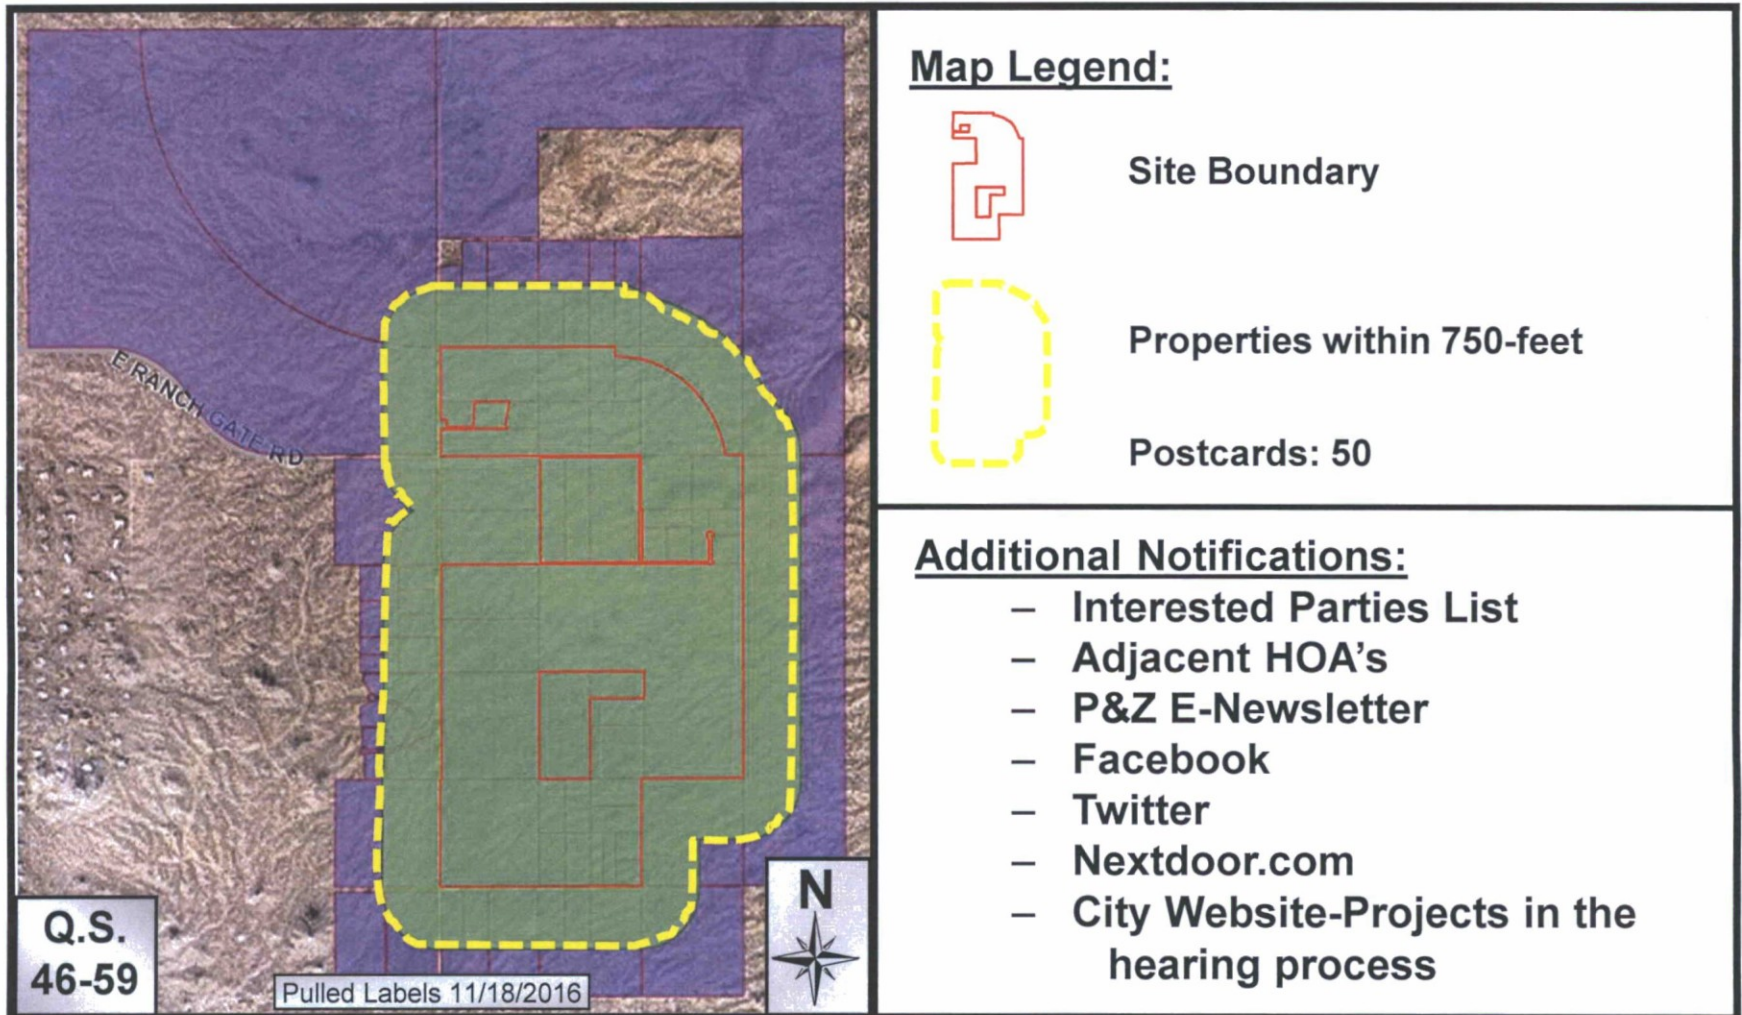 E RANCH GATE RD
Q.S.
46-59
Pulled Labels 11/18/2016
N
Map Legend:
Site Boundary
Properties within 750-feet
Postcards: 50
Additional Notifications:
– Interested Parties List
– Adjacent HOA's
– P&Z E-Newsletter
– Facebook
– Twitter
– Nextdoor.com
– City Website-Projects in the
hearing process